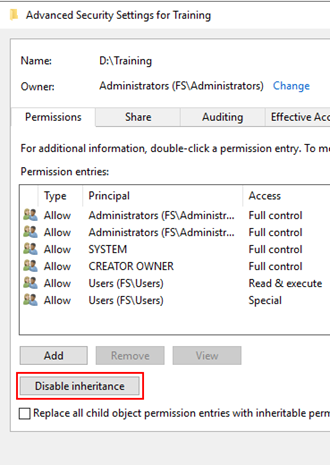 Advanced Security Settings for Training
Name: D:\Training
Owner: Administrators (FS\Administrators) Change
Permissions Share Auditing Effective Acc
For additional information, double-click a permission entry. To m
Permission entries:
Type Principal Access
Allow Administrators (FS\Administr... Full control
Allow Administrators (FS\Administr... Full control
Allow SYSTEM Full control
Allow CREATOR OWNER Full control
Allow Users (FS\Users) Read & execute
Allow Users (FS\Users) Special
Add Remove View
Disable inheritance
Replace all child object permission entries with inheritable perm